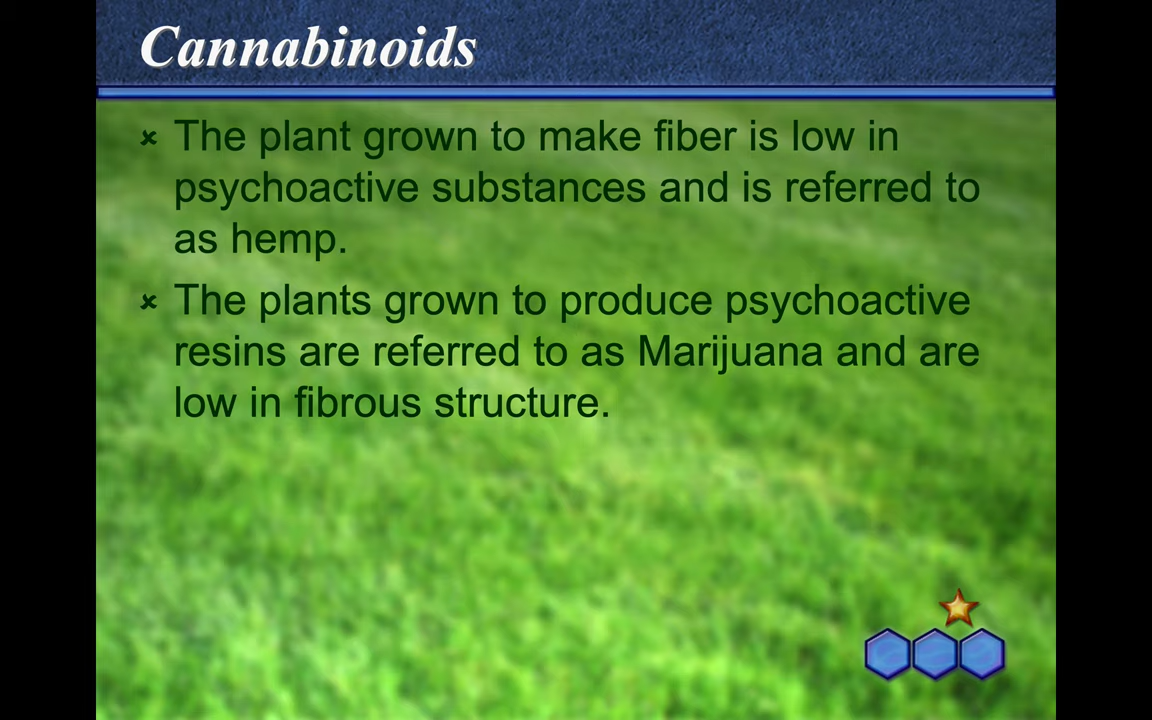 Cannabinoids
The plant grown to make fiber is low in
psychoactive substances and is referred to
as hemp.
The plants grown to produce psychoactive
resins are referred to as Marijuana and are
low in fibrous structure.